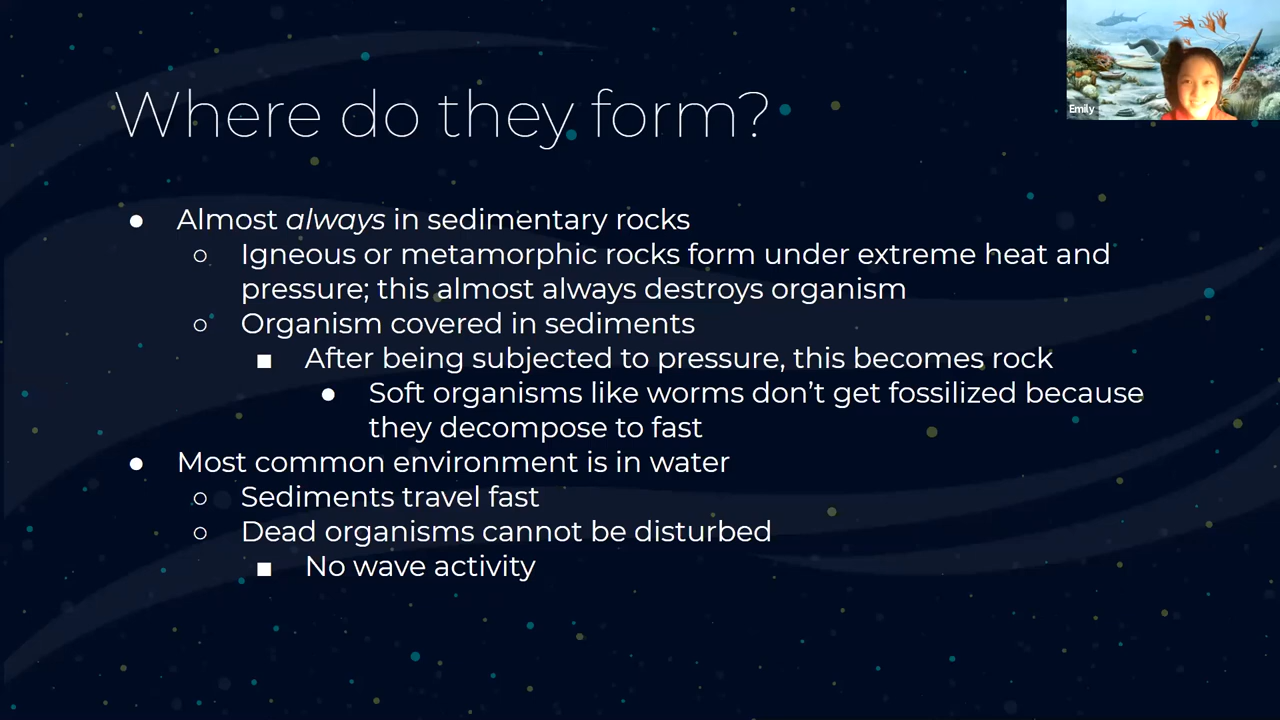 Where do they form?
Emily
● Almost always in sedimentary rocks
○ Igneous or metamorphic rocks form under extreme heat and
pressure; this almost always destroys organism
○ Organism covered in sediments
■ After being subjected to pressure, this becomes rock
● Soft organisms like worms don’t get fossilized because
they decompose to fast
● Most common environment is in water
○ Sediments travel fast
○ Dead organisms cannot be disturbed
■ No wave activity